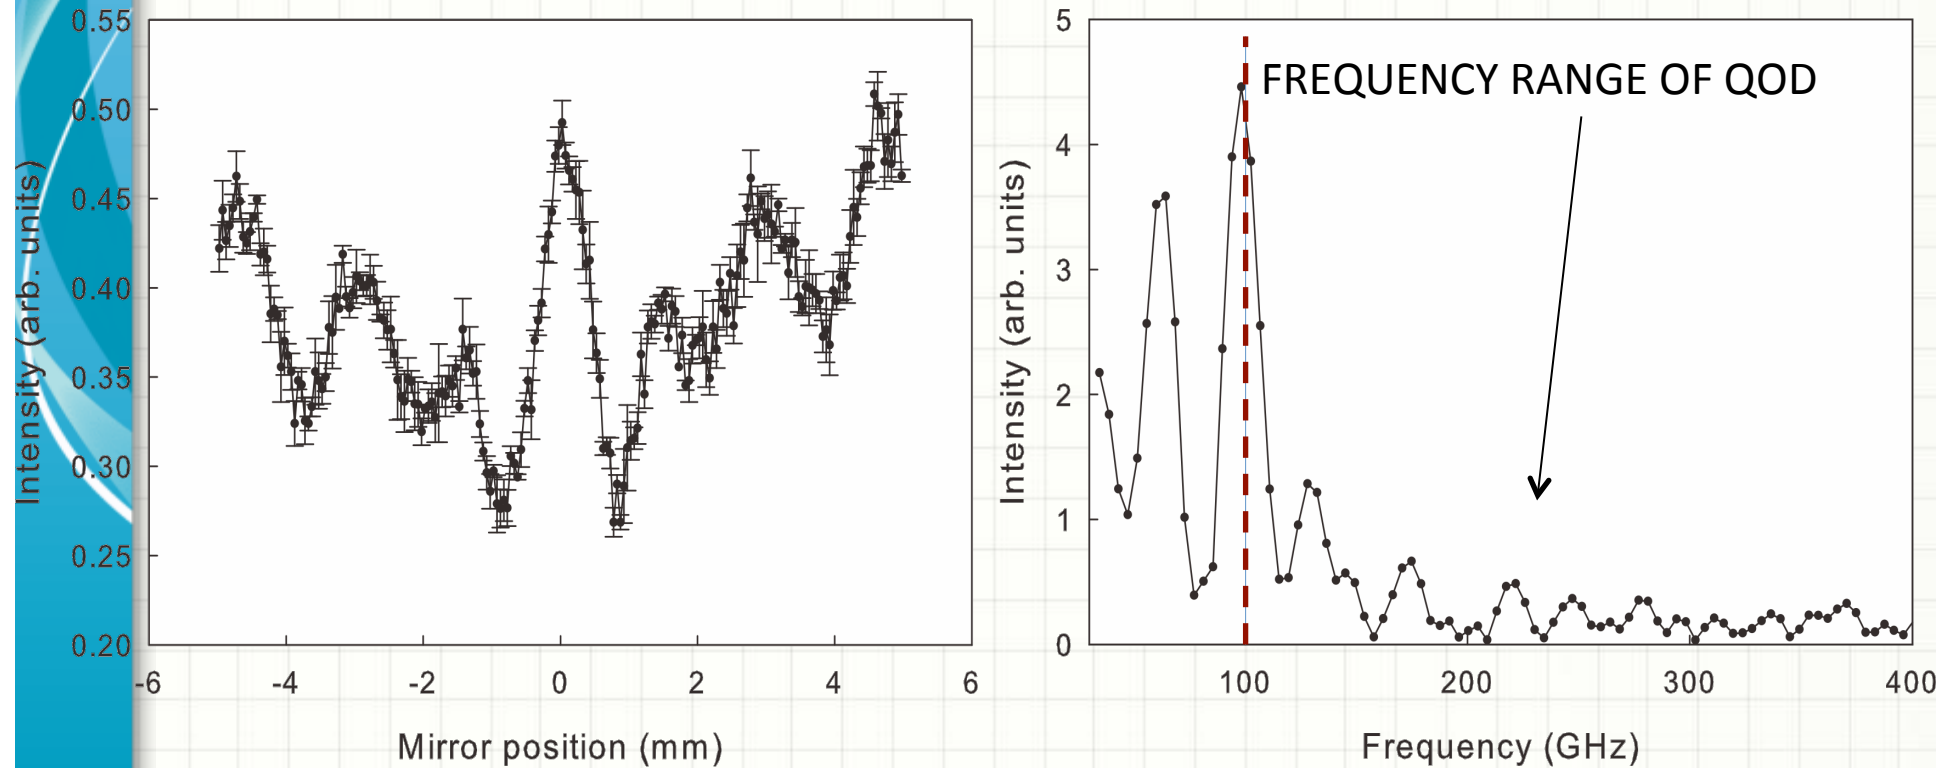 0.55
0.50
0.45
0.40
0.35
0.30
0.25
0.20
Intensity (arb. units)
-6 -4 -2 0 2 4 6
Mirror position (mm)
5
4
3
2
1
0
Intensity (arb. units)
FREQUENCY RANGE OF QOD
100 200 300 400
Frequency (GHz)